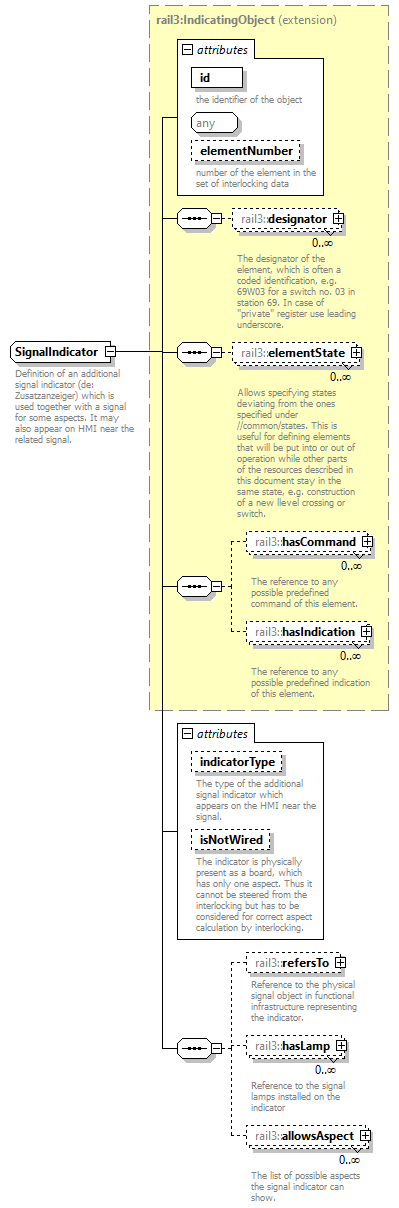 rail3:IndicatingObject (extension)
attributes
id
the identifier of the object
any
elementNumber
number of the element in the
set of interlocking data
rail3::designator
0..∞
The designator of the
element, which is often a
coded identification, e.g.
69W03 for a switch no. 03 in
station 69. In case of
"private" register use leading
underscore.
SignalIndicator
Definition of an additional
signal indicator (de:
Zusatzanzeiger) which is
used together with a signal
for some aspects. It may
also appear on HMI near the
related signal.
rail3::elementState
0..∞
Allows specifying states
deviating from the ones
specified under
//common/states. This is
useful for defining elements
that will be put into or out of
operation while other parts
of the resources described in
this document stay in the
same state, e.g. construction
of a new llevel crossing or
switch.
rail3::hasCommand
0..∞
The reference to any
possible predefined
command of this element.
rail3::hasIndication
0..∞
The reference to any
possible predefined indication
of this element.
attributes
indicatorType
The type of the additional
signal indicator which
appears on the HMI near the
signal.
isNotWired
The indicator is physically
present as a board, which
has only one aspect. Thus it
cannot be steered from the
interlocking but has to be
considered for correct aspect
calculation by interlocking.
rail3::refersTo
Reference to the physical
signal object in functional
infrastructure representing
the indicator.
rail3::hasLamp
0..∞
Reference to the signal
lamps installed on the
indicator
rail3::allowsAspect
0..∞
The list of possible aspects
the signal indicator can
show.